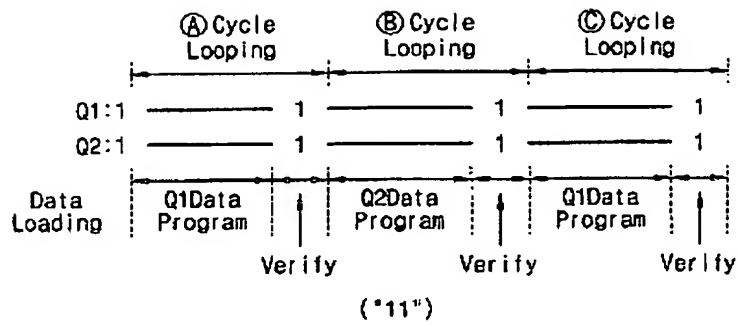 Ⓐ Cycle Looping Ⓑ Cycle Looping Ⓒ Cycle Looping
Q1:1 1 1 1
Q2:1 1 1 1
Data Loading Q1Data Program Q2Data Program Q1Data Program
Verify Verify Verify
("11")